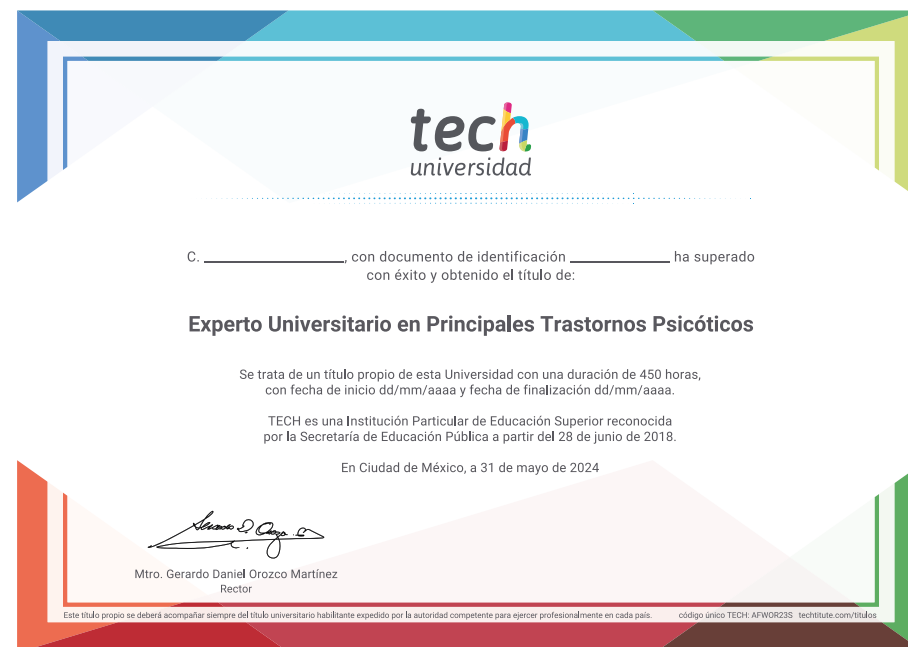 tech
universidad
C. ____________, con documento de identificación ____________ ha superado
con éxito y obtenido el título de:
Experto Universitario en Principales Trastornos Psicóticos
Se trata de un título propio de esta Universidad con una duración de 450 horas,
con fecha de inicio dd/mm/aaaa y fecha de finalización dd/mm/aaaa.
TECH es una Institución Particular de Educación Superior reconocida
por la Secretaría de Educación Pública a partir del 28 de junio de 2018.
En Ciudad de México, a 31 de mayo de 2024
Mtro. Gerardo Daniel Orozco Martínez
Rector
Este título propio se deberá acompañar siempre del título universitario habilitante expedido por la autoridad competente para ejercer profesionalmente en cada país. código único TECH: AFWOR23S techtitute.com/titulos